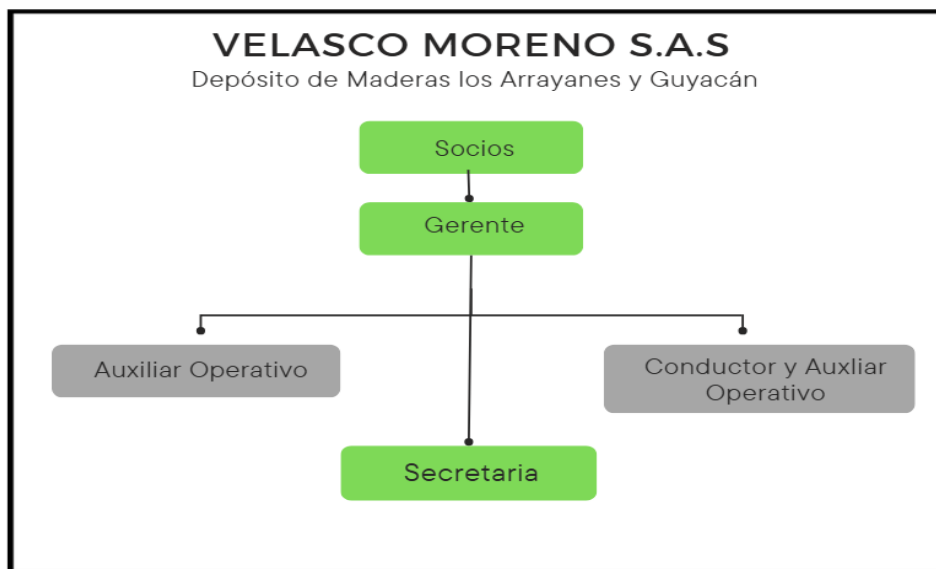 VELASCO MORENO S.A.S
Depósito de Maderas los Arrayanes y Guyacán
Socios
Gerente
Auxiliar Operativo
Conductor y Auxliar
Operativo
Secretaria